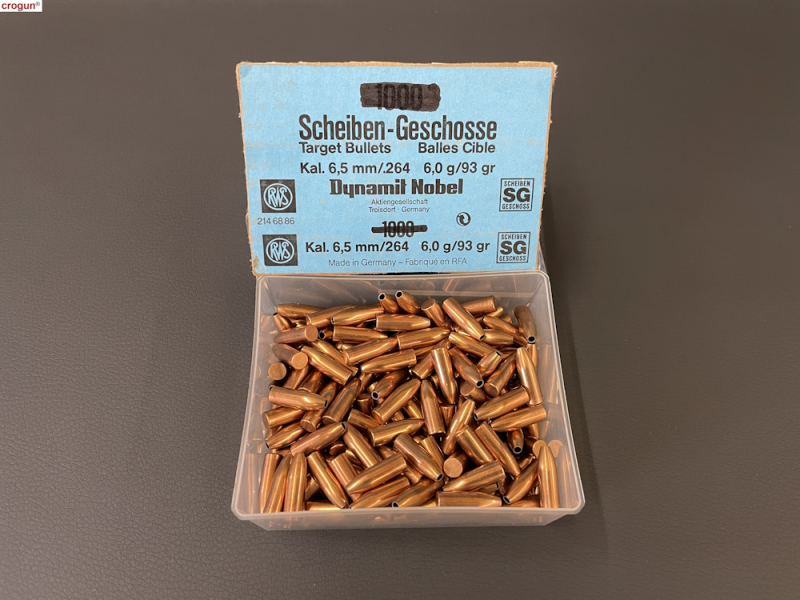 crogun®
1000
Scheiben-Geschosse
Target Bullets Balles Cible
Kal. 6,5 mm/.264 6,0 g/93 gr
Dynamit Nobel
Aktiengesellschaft
Troisdorf · Germany
RWS
214 68 86
SCHEIBEN
SG
GESCHOSS
1000
RWS
Kal. 6,5 mm/264 6,0 g/93 gr
SCHEIBEN
SG
GESCHOSS
Made in Germany – Fabriqué en RFA